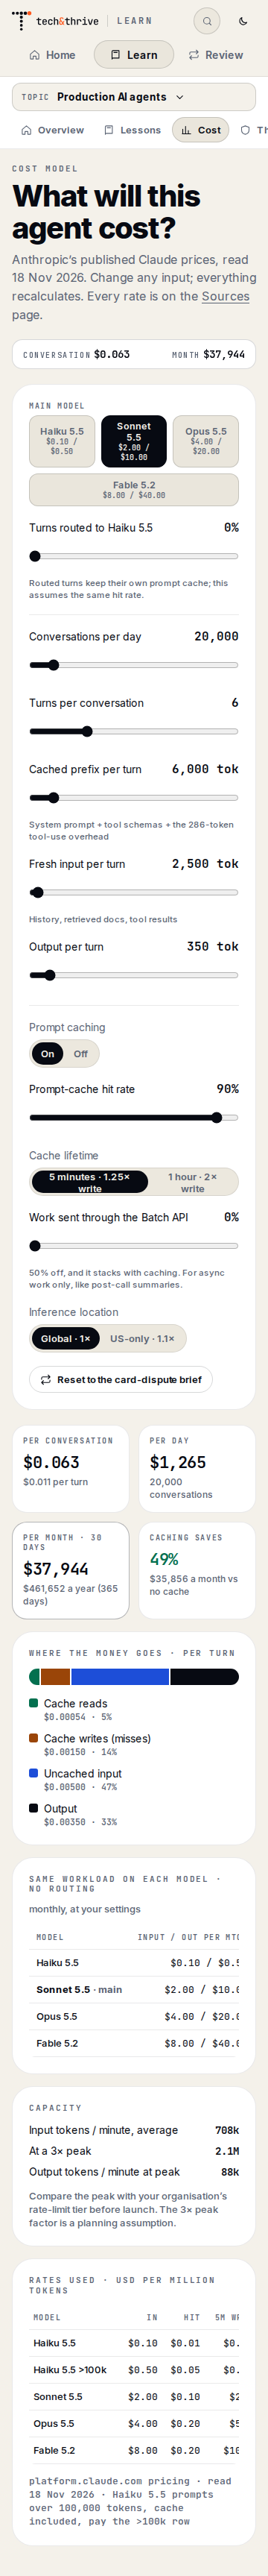 tech&thrive LEARN
Home Learn Review
TOPIC Production AI agents
Overview Lessons Cost Th
COST MODEL
What will this
agent cost?
Anthropic's published Claude prices, read
18 Nov 2026. Change any input; everything
recalculates. Every rate is on the Sources
page.
CONVERSATION $0.063 MONTH $37,944
MAIN MODEL
Haiku 5.5
$0.10 /
$0.50
Sonnet
5.5
$2.00 /
$10.00
Opus 5.5
$4.00 /
$20.00
Fable 5.2
$8.00 / $40.00
Turns routed to Haiku 5.5 0%
Routed turns keep their own prompt cache; this
assumes the same hit rate.
Conversations per day 20,000
Turns per conversation 6
Cached prefix per turn 6,000 tok
System prompt + tool schemas + the 286-token
tool-use overhead
Fresh input per turn 2,500 tok
History, retrieved docs, tool results
Output per turn 350 tok
Prompt caching
On Off
Prompt-cache hit rate 90%
Cache lifetime
5 minutes · 1.25×
write
1 hour · 2×
write
Work sent through the Batch API 0%
50% off, and it stacks with caching. For async
work only, like post-call summaries.
Inference location
Global · 1× US-only · 1.1×
Reset to the card-dispute brief
PER CONVERSATION
$0.063
$0.011 per turn
PER DAY
$1,265
20,000
conversations
PER MONTH · 30
DAYS
$37,944
$461,652 a year (365
days)
CACHING SAVES
49%
$35,856 a month vs
no cache
WHERE THE MONEY GOES · PER TURN
Cache reads
$0.00054 · 5%
Cache writes (misses)
$0.00150 · 14%
Uncached input
$0.00500 · 47%
Output
$0.00350 · 33%
SAME WORKLOAD ON EACH MODEL ·
NO ROUTING
monthly, at your settings
MODEL INPUT / OUT PER MTO
Haiku 5.5 $0.10 / $0.5
Sonnet 5.5 · main $2.00 / $10.0
Opus 5.5 $4.00 / $20.0
Fable 5.2 $8.00 / $40.0
CAPACITY
Input tokens / minute, average 708k
At a 3× peak 2.1M
Output tokens / minute at peak 88k
Compare the peak with your organisation's
rate-limit tier before launch. The 3× peak
factor is a planning assumption.
RATES USED · USD PER MILLION
TOKENS
MODEL IN HIT 5M WR
Haiku 5.5 $0.10 $0.01 $0.
Haiku 5.5 >100k $0.50 $0.05 $0.
Sonnet 5.5 $2.00 $0.10 $2
Opus 5.5 $4.00 $0.20 $5
Fable 5.2 $8.00 $0.20 $10
platform.claude.com pricing · read
18 Nov 2026 · Haiku 5.5 prompts
over 100,000 tokens, cache
included, pay the >100k row